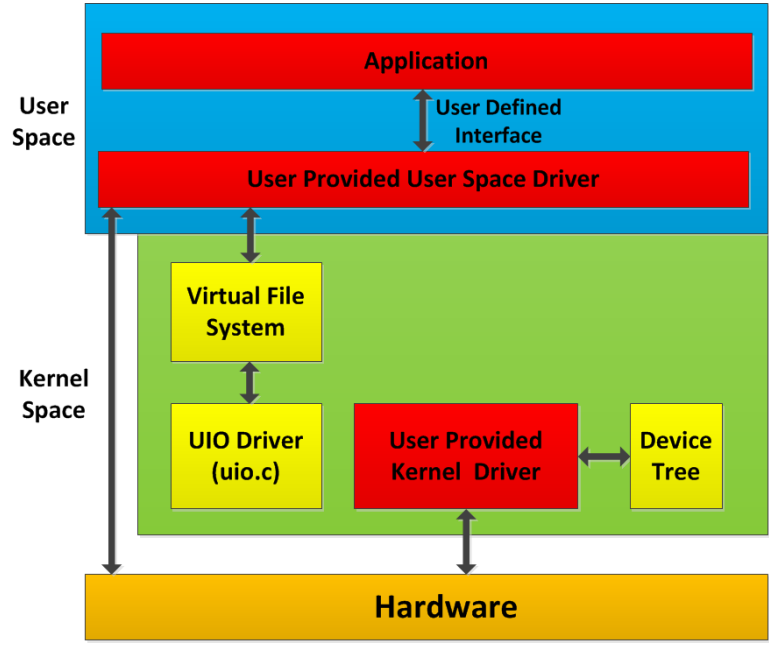 Application
User
Space
User Defined
Interface
User Provided User Space Driver
Virtual File
System
Kernel
Space
UIO Driver
(uio.c)
User Provided
Kernel Driver
Device
Tree
Hardware